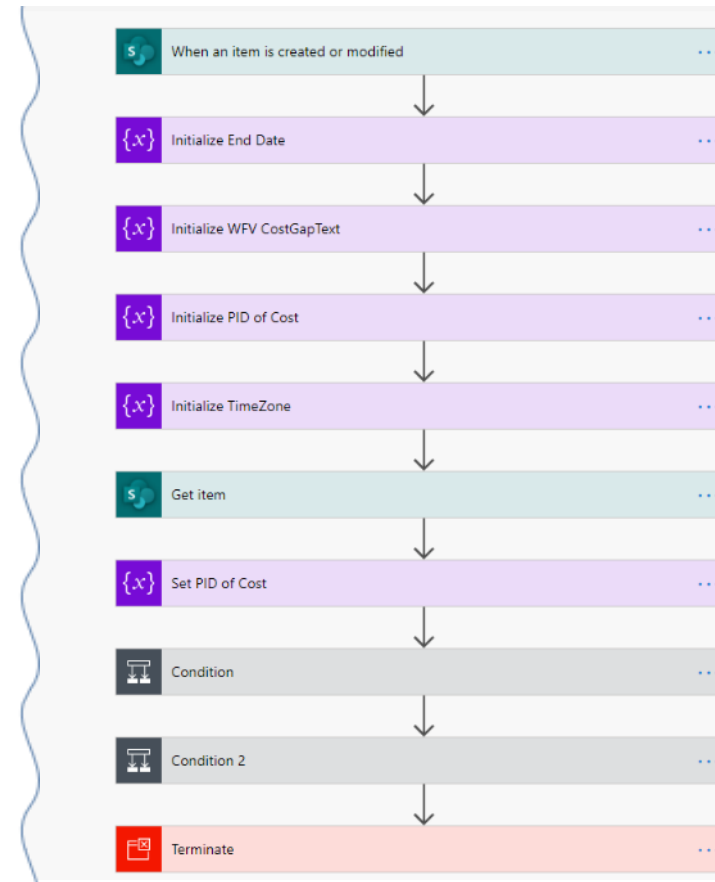 When an item is created or modified
Initialize End Date
Initialize WFV CostGapText
Initialize PID of Cost
Initialize TimeZone
Get item
Set PID of Cost
Condition
Condition 2
Terminate